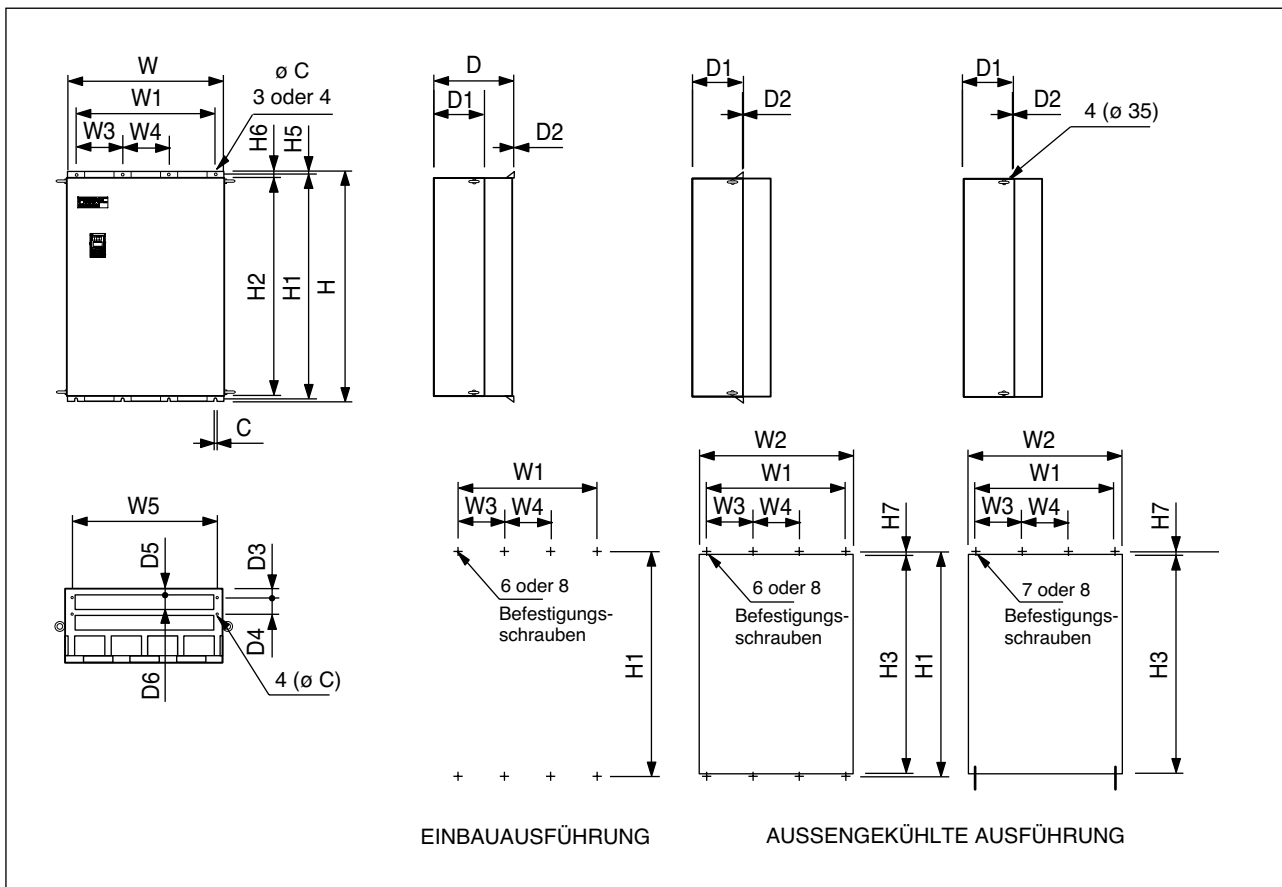 W
W1
W3
W4
ø C
3 oder 4
H6
H5
H2
H1
H
C
D
D1
D2
D1
D2
D1
D2
4 (ø 35)
W5
D5
D3
D6
D4
4 (ø C)
W1
W3
W4
6 oder 8
Befestigungs-
schrauben
H1
W2
W1
W3
W4
H7
6 oder 8
Befestigungs-
schrauben
H3
H1
W2
W1
W3
W4
H7
7 oder 8
Befestigungs-
schrauben
H3
EINBAUAUSFÜHRUNG
AUSSENGEKÜHLTE AUSFÜHRUNG